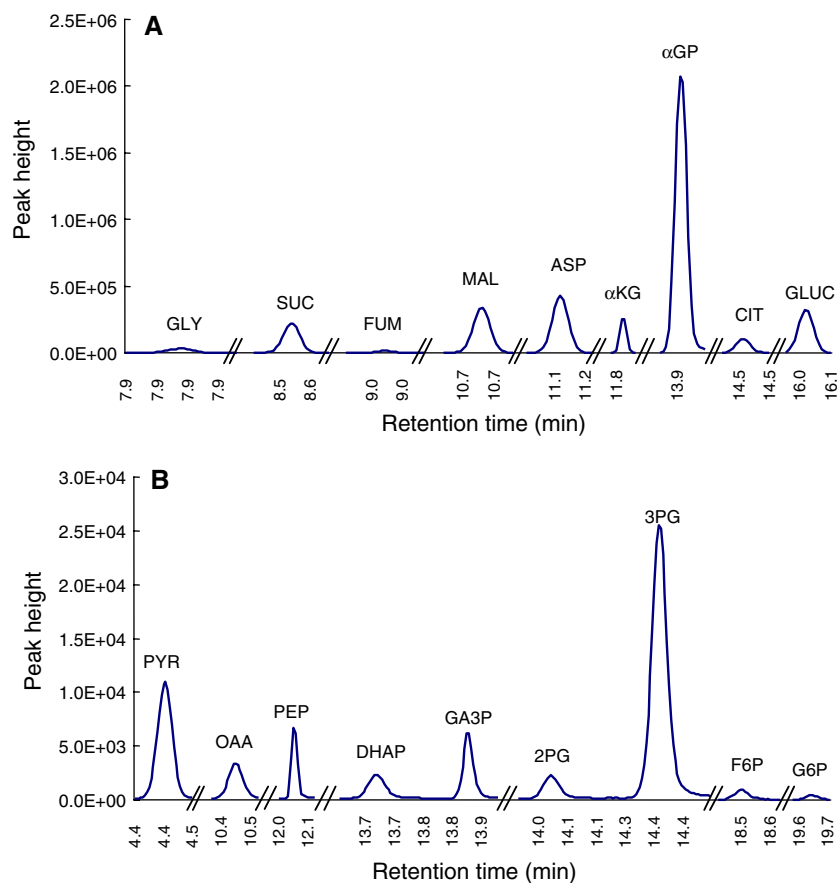 A
2.5E+06
2.0E+06
1.5E+06
1.0E+06
5.0E+05
0.0E+00
Peak height
GLY
SUC
FUM
MAL
ASP
αKG
αGP
CIT
GLUC
7.9 7.9 7.9 7.9 8.5 8.6 9.0 9.0 10.7 10.7 11.1 11.2 11.8 13.9 14.5 14.5 16.0 16.1
Retention time (min)
B
3.0E+04
2.5E+04
2.0E+04
1.5E+04
1.0E+04
5.0E+03
0.0E+00
Peak height
PYR
OAA
PEP
DHAP
GA3P
2PG
3PG
F6P
G6P
4.4 4.4 4.5 10.4 10.5 12.0 12.1 13.7 13.7 13.8 13.8 13.9 14.0 14.1 14.1 14.3 14.4 14.4 18.5 18.6 19.6 19.7
Retention time (min)